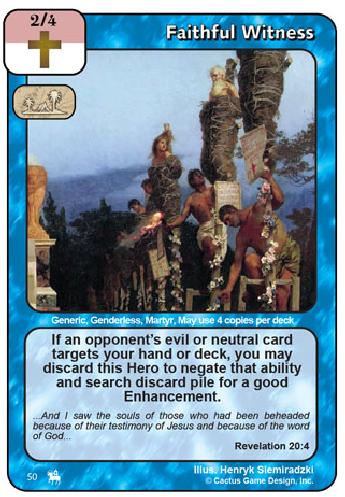 2/4
Faithful Witness
Generic, Genderless, Martyr, May use 4 copies per deck
If an opponent's evil or neutral card
targets your hand or deck, you may
discard this Hero to negate that ability
and search discard pile for a good
Enhancement.
...And I saw the souls of those who had been beheaded
because of their testimony of Jesus and because of the word
of God...
Revelation 20:4
50
Illus. Henryk Siemiradzki
© Cactus Game Design, Inc.